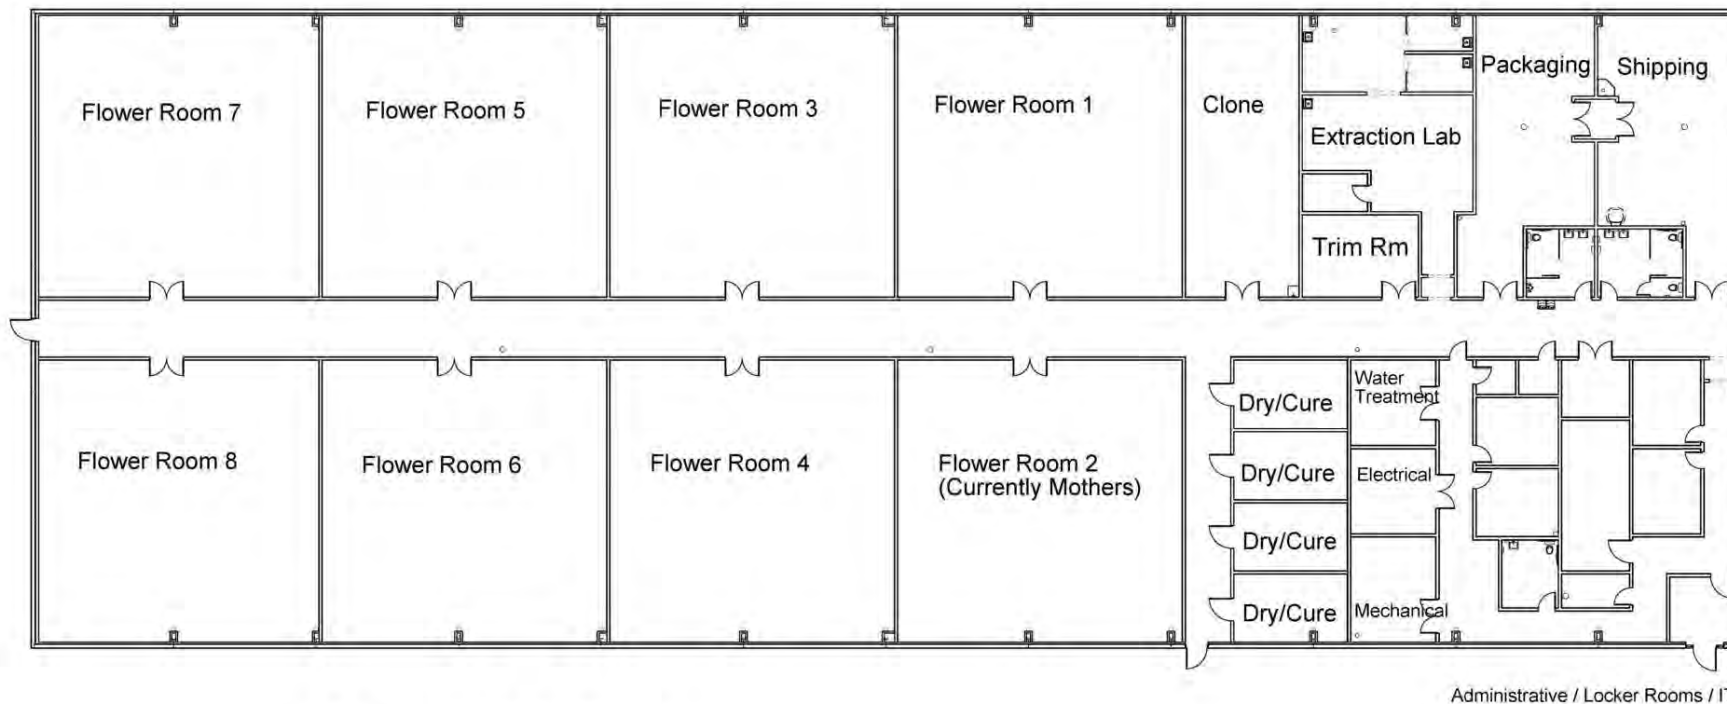 Flower Room 7
Flower Room 5
Flower Room 3
Flower Room 1
Clone
Extraction Lab
Trim Rm
Packaging
Shipping
Flower Room 8
Flower Room 6
Flower Room 4
Flower Room 2
(Currently Mothers)
Dry/Cure
Dry/Cure
Dry/Cure
Dry/Cure
Water
Treatment
Electrical
Mechanical
Administrative / Locker Rooms /